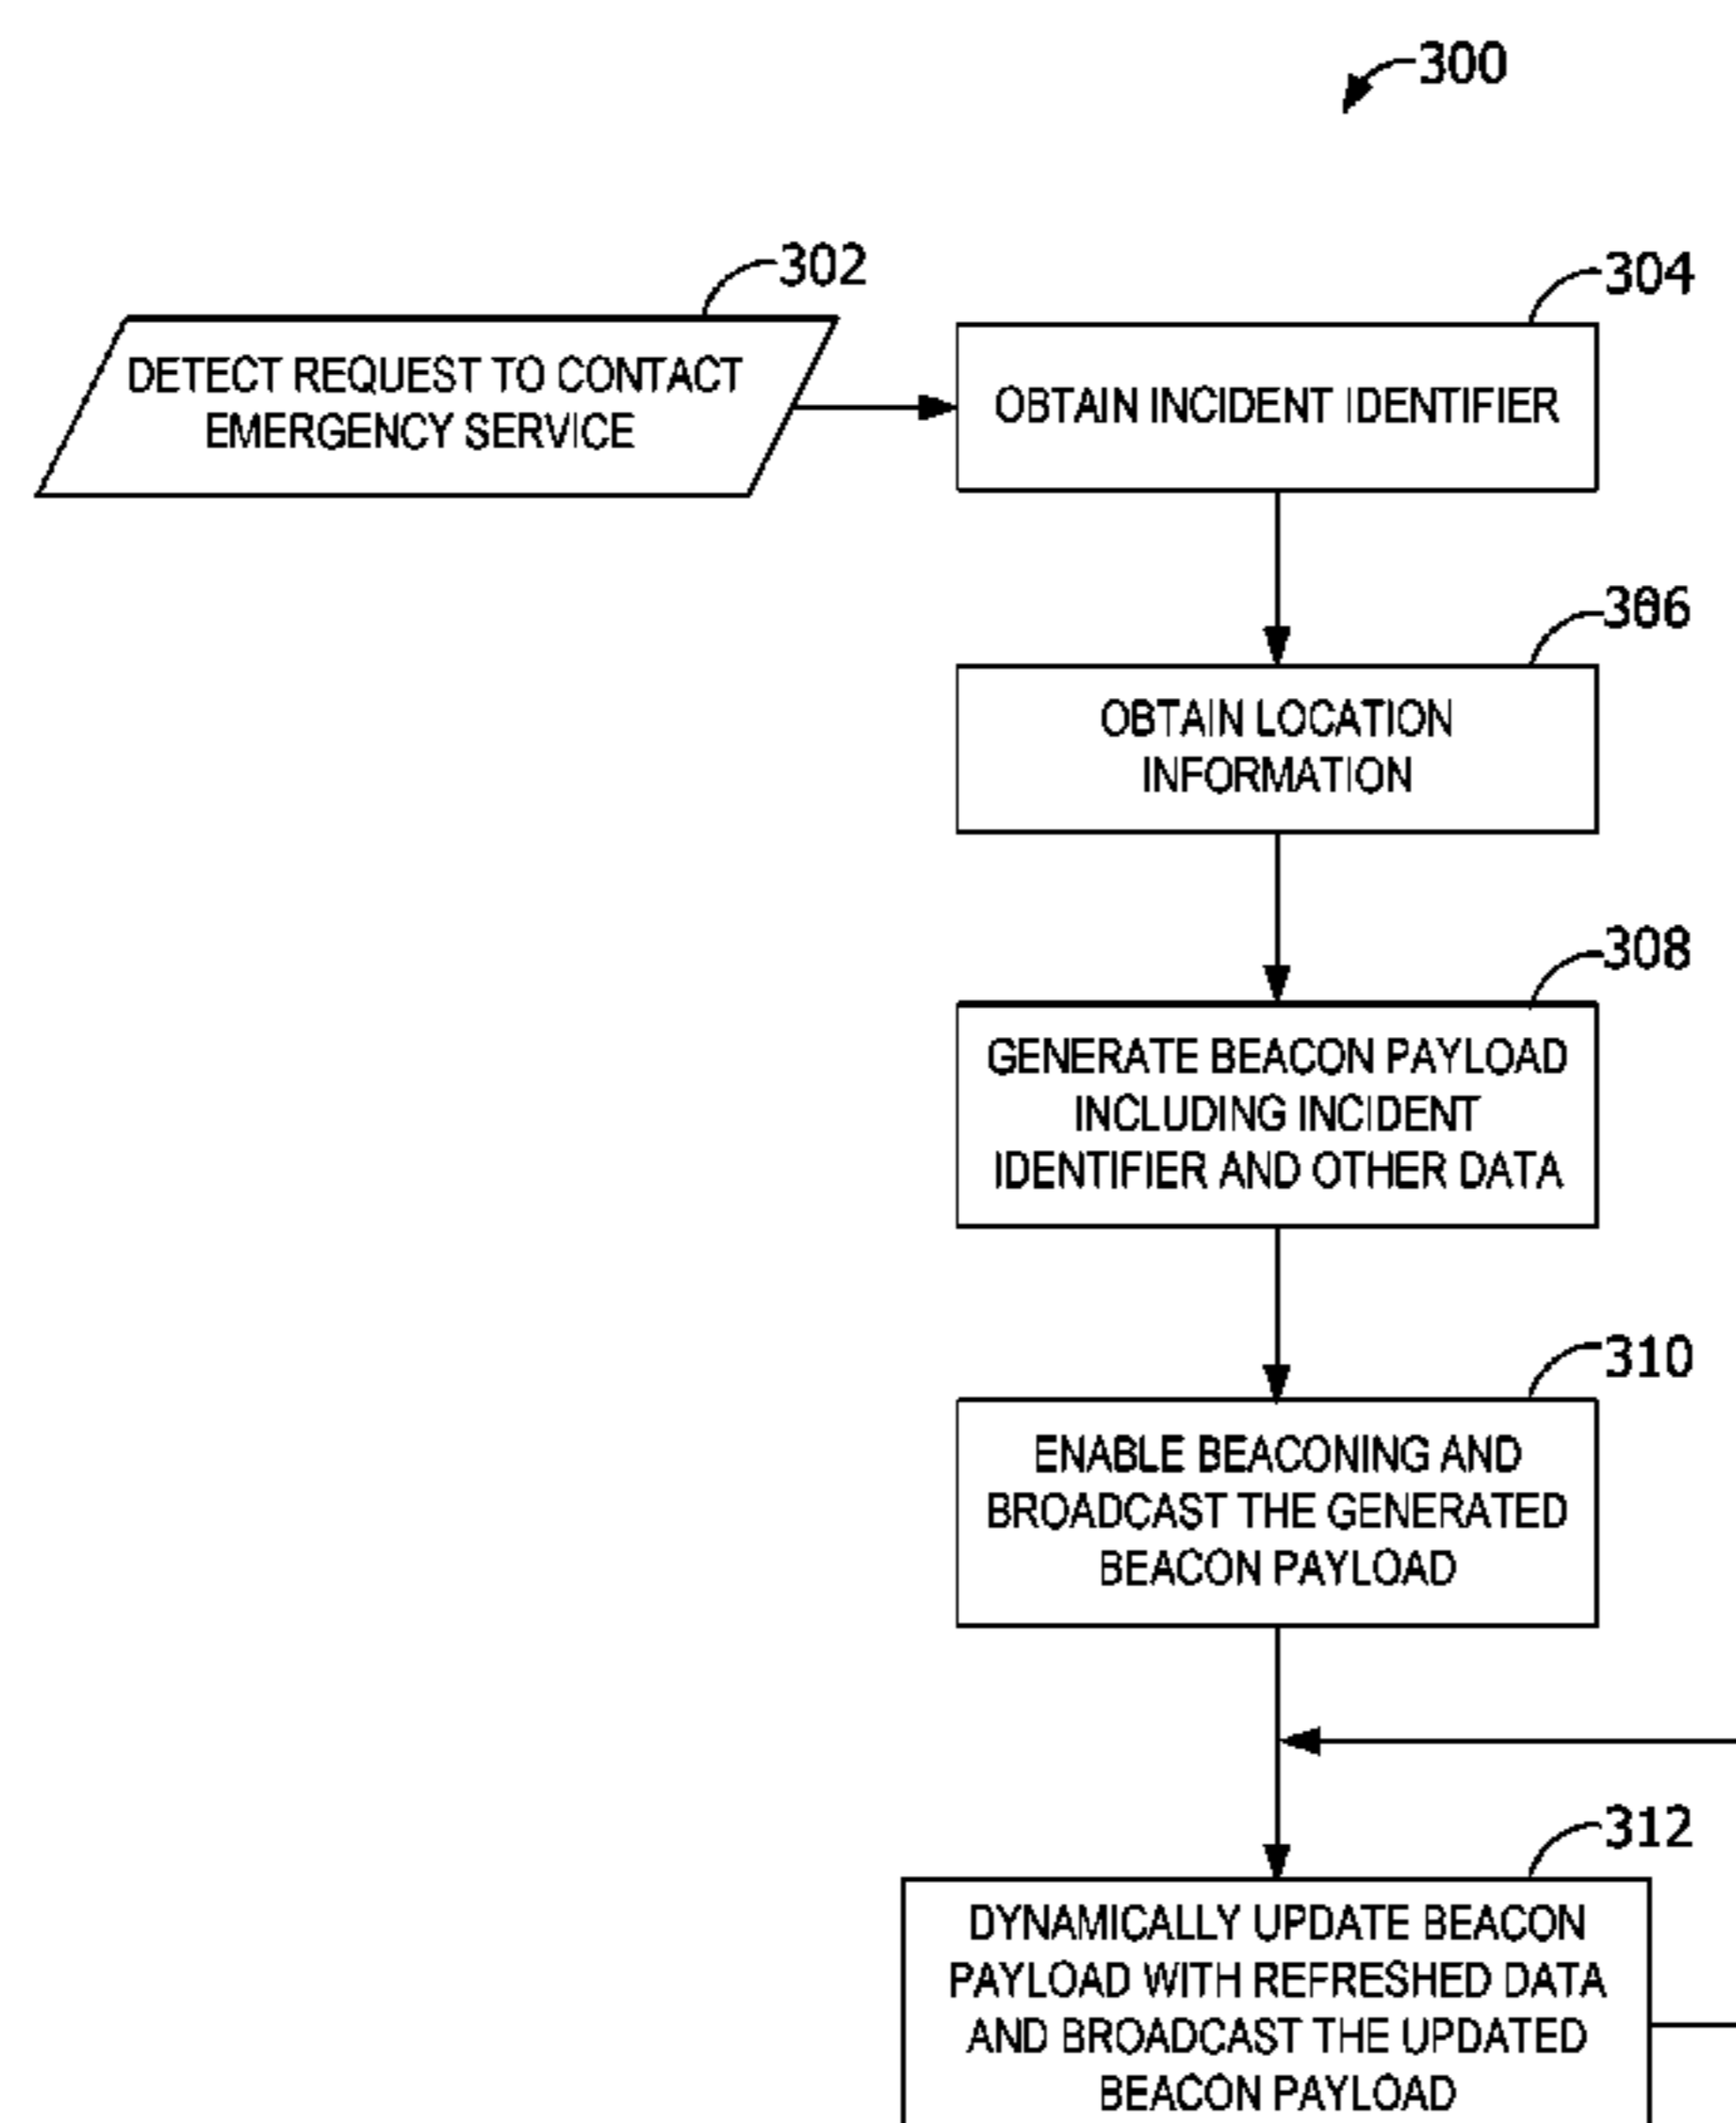 300
302
DETECT REQUEST TO CONTACT
EMERGENCY SERVICE
304
OBTAIN INCIDENT IDENTIFIER
306
OBTAIN LOCATION
INFORMATION
308
GENERATE BEACON PAYLOAD
INCLUDING INCIDENT
IDENTIFIER AND OTHER DATA
310
ENABLE BEACONING AND
BROADCAST THE GENERATED
BEACON PAYLOAD
312
DYNAMICALLY UPDATE BEACON
PAYLOAD WITH REFRESHED DATA
AND BROADCAST THE UPDATED
BEACON PAYLOAD